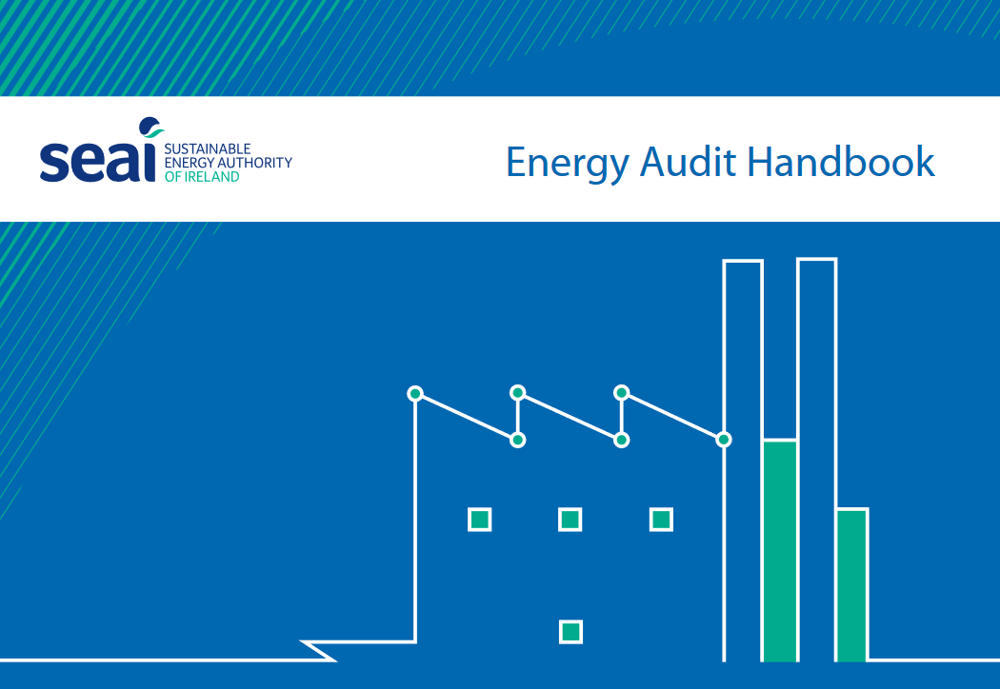 seai
SUSTAINABLE
ENERGY AUTHORITY
OF IRELAND
Energy Audit Handbook